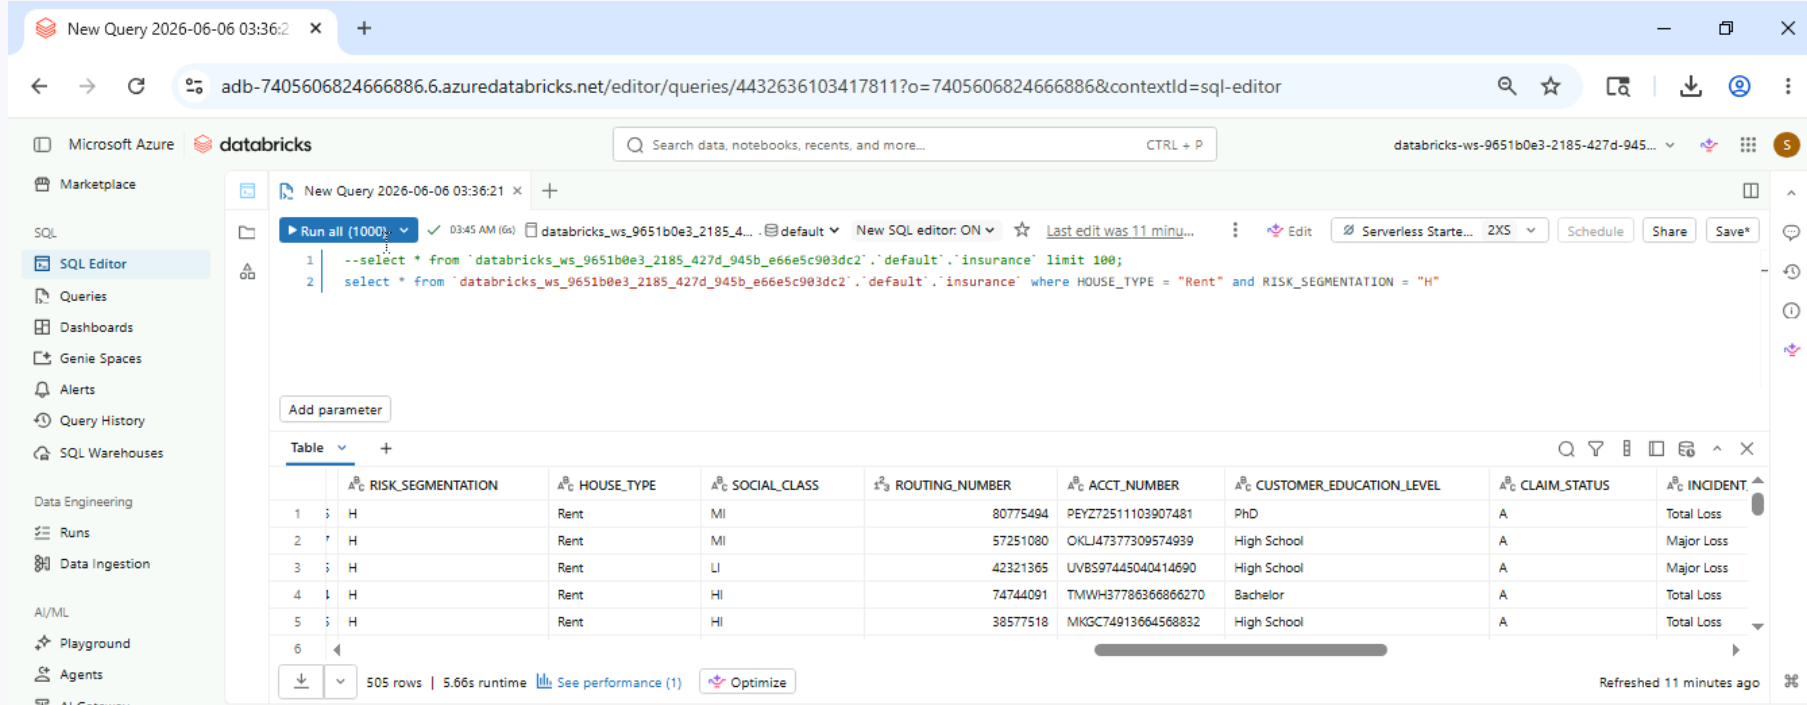 New Query 2026-06-06 03:36:2
adb-7405606824666886.6.azuredatabricks.net/editor/queries/4432636103417811?o=7405606824666886&contextId=sql-editor
Microsoft Azure databricks
Search data, notebooks, recents, and more... CTRL + P
databricks-ws-9651b0e3-2185-427d-945... S
Marketplace
SQL
SQL Editor
Queries
Dashboards
Genie Spaces
Alerts
Query History
SQL Warehouses
Data Engineering
Runs
Data Ingestion
AI/ML
Playground
Agents
AI Gateway
New Query 2026-06-06 03:36:21
Run all (1000) 03:45 AM (6s) databricks_ws_9651b0e3_2185_4... . default New SQL editor: ON Last edit was 11 minu... Edit Serverless Starte... 2XS Schedule Share Save*
1 --select * from `databricks_ws_9651b0e3_2185_427d_945b_e66e5c903dc2`.`default`.`insurance` limit 100;
2 select * from `databricks_ws_9651b0e3_2185_427d_945b_e66e5c903dc2`.`default`.`insurance` where HOUSE_TYPE = "Rent" and RISK_SEGMENTATION = "H"
Add parameter
Table
RISK_SEGMENTATION HOUSE_TYPE SOCIAL_CLASS ROUTING_NUMBER ACCT_NUMBER CUSTOMER_EDUCATION_LEVEL CLAIM_STATUS INCIDENT_
1 5 H Rent MI 80775494 PEYZ72511103907481 PhD A Total Loss
2 7 H Rent MI 57251080 OKLJ47377309574939 High School A Major Loss
3 5 H Rent LI 42321365 UVBS97445040414690 High School A Major Loss
4 4 H Rent HI 74744091 TMWH37786366866270 Bachelor A Total Loss
5 5 H Rent HI 38577518 MKGC74913664568832 High School A Total Loss
6
505 rows | 5.66s runtime See performance (1) Optimize
Refreshed 11 minutes ago